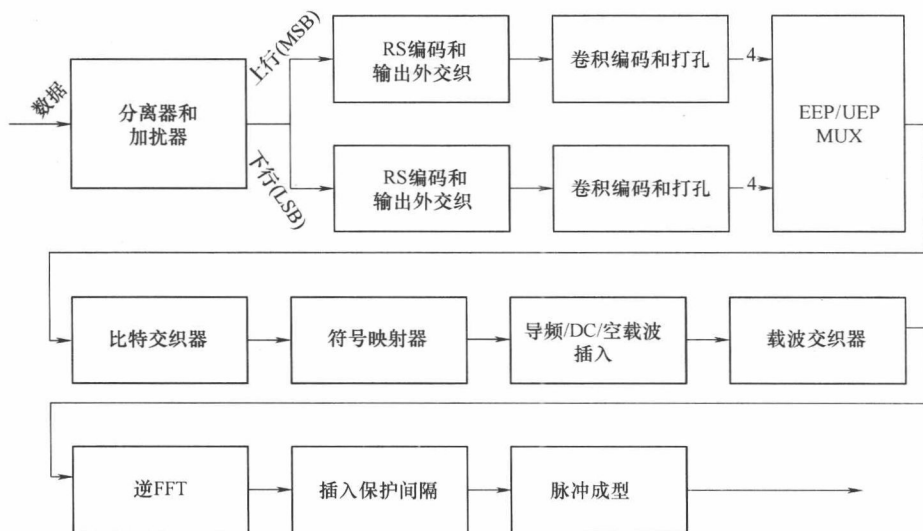 数据
分离器和
加扰器
上行(MSB)
下行(LSB)
RS编码和
输出外交织
卷积编码和打孔
4
RS编码和
输出外交织
卷积编码和打孔
4
EEP/UEP
MUX
比特交织器
符号映射器
导频/DC/空载波
插入
载波交织器
逆FFT
插入保护间隔
脉冲成型